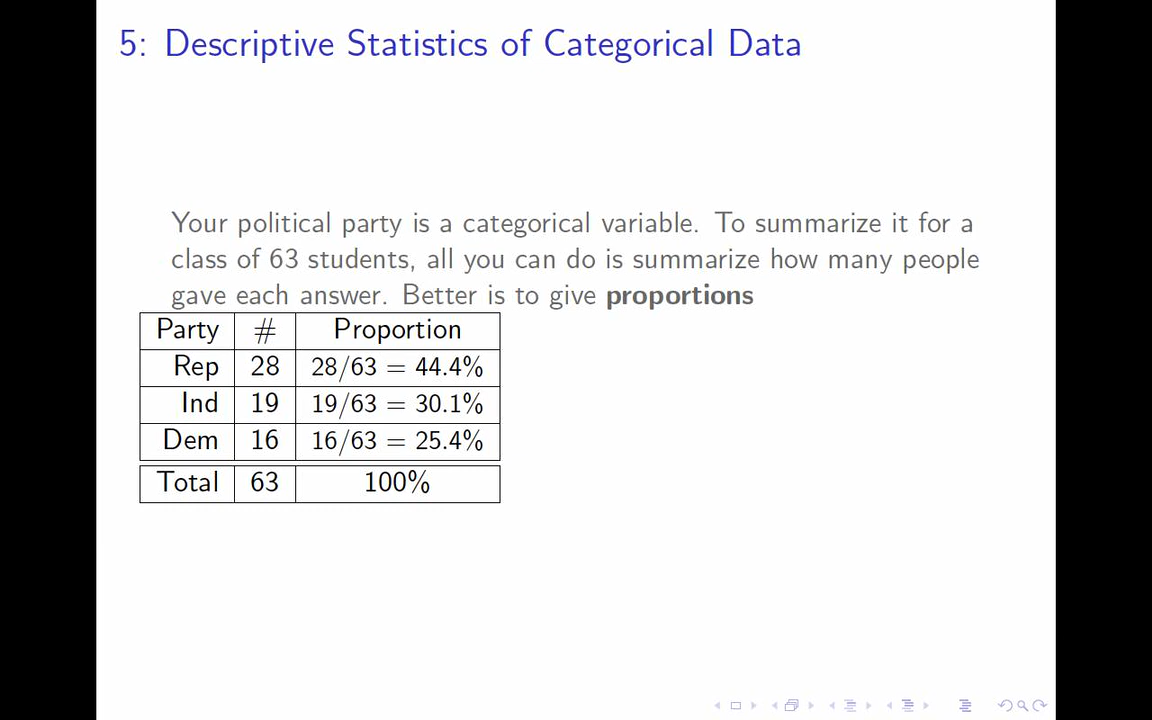 5: Descriptive Statistics of Categorical Data
Your political party is a categorical variable. To summarize it for a
class of 63 students, all you can do is summarize how many people
gave each answer. Better is to give proportions
Party # Proportion
Rep 28 28/63 = 44.4%
Ind 19 19/63 = 30.1%
Dem 16 16/63 = 25.4%
Total 63 100%